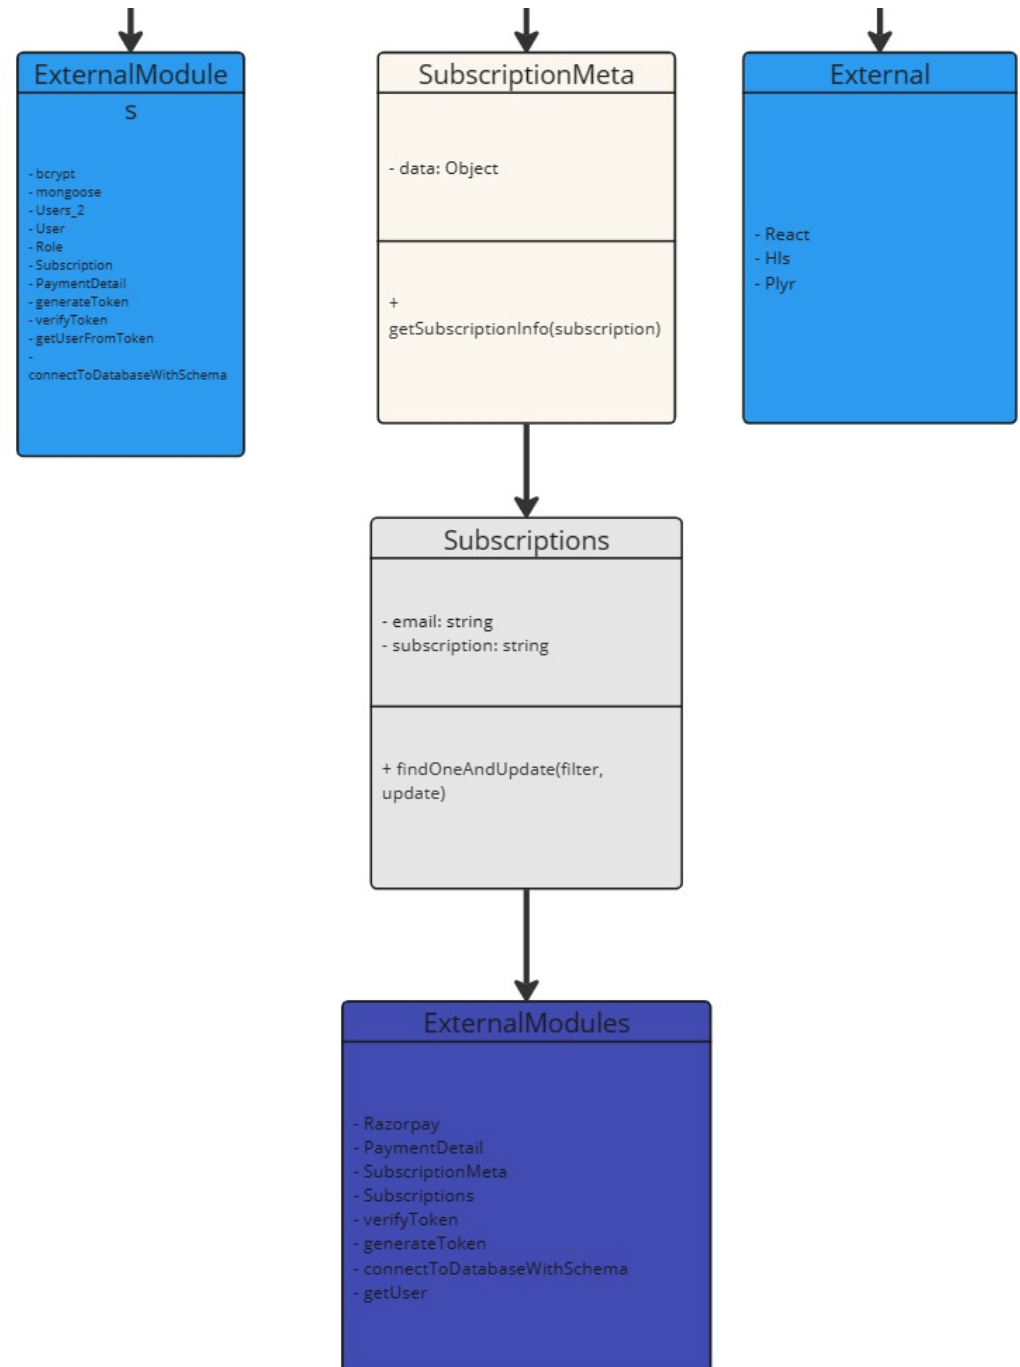 ExternalModule
s
- bcrypt
- mongoose
- Users_2
- User
- Role
- Subscription
- PaymentDetail
- generateToken
- verifyToken
- getUserFromToken
-
connectToDatabaseWithSchema
SubscriptionMeta
- data: Object
+
getSubscriptionInfo(subscription)
External
- React
- Hls
- Plyr
Subscriptions
- email: string
- subscription: string
+ findOneAndUpdate(filter,
update)
ExternalModules
- Razorpay
- PaymentDetail
- SubscriptionMeta
- Subscriptions
- verifyToken
- generateToken
- connectToDatabaseWithSchema
- getUser